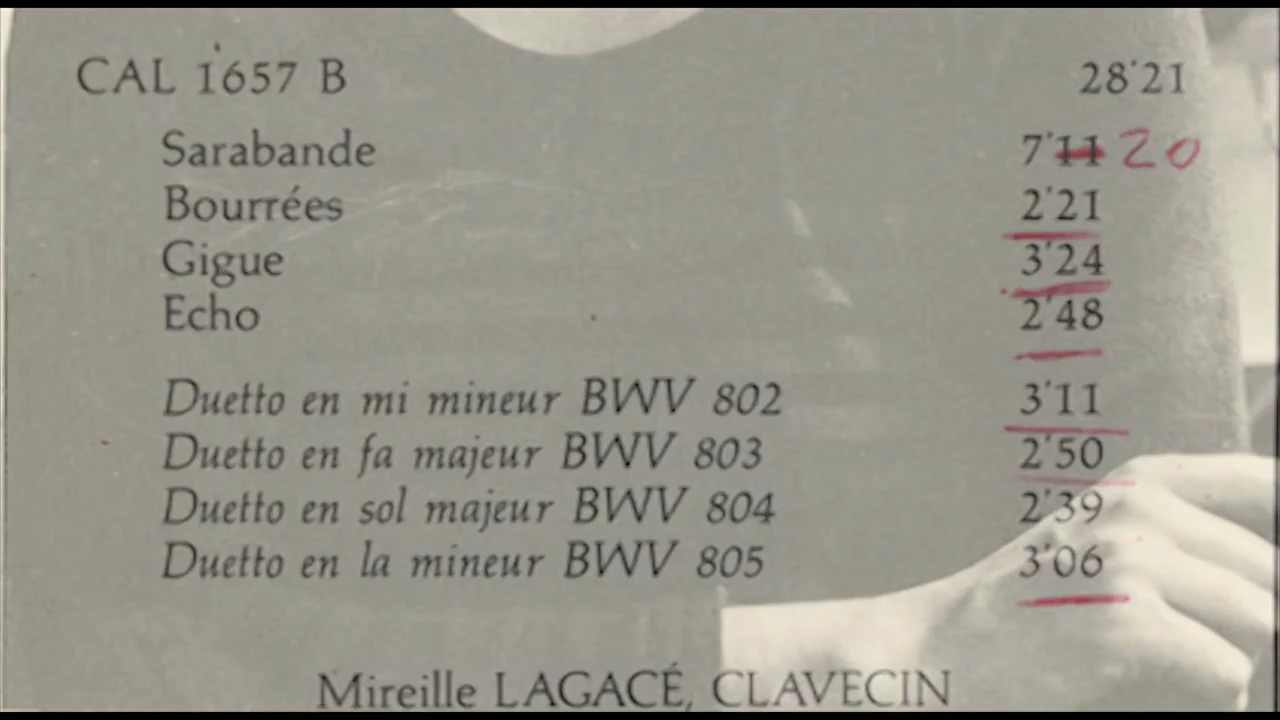 CAL 1657 B 28'21
Sarabande 7'11 20
Bourrées 2'21
Gigue 3'24
Echo 2'48
Duetto en mi mineur BWV 802 3'11
Duetto en fa majeur BWV 803 2'50
Duetto en sol majeur BWV 804 2'39
Duetto en la mineur BWV 805 3'06
Mireille LAGACÉ, CLAVECIN